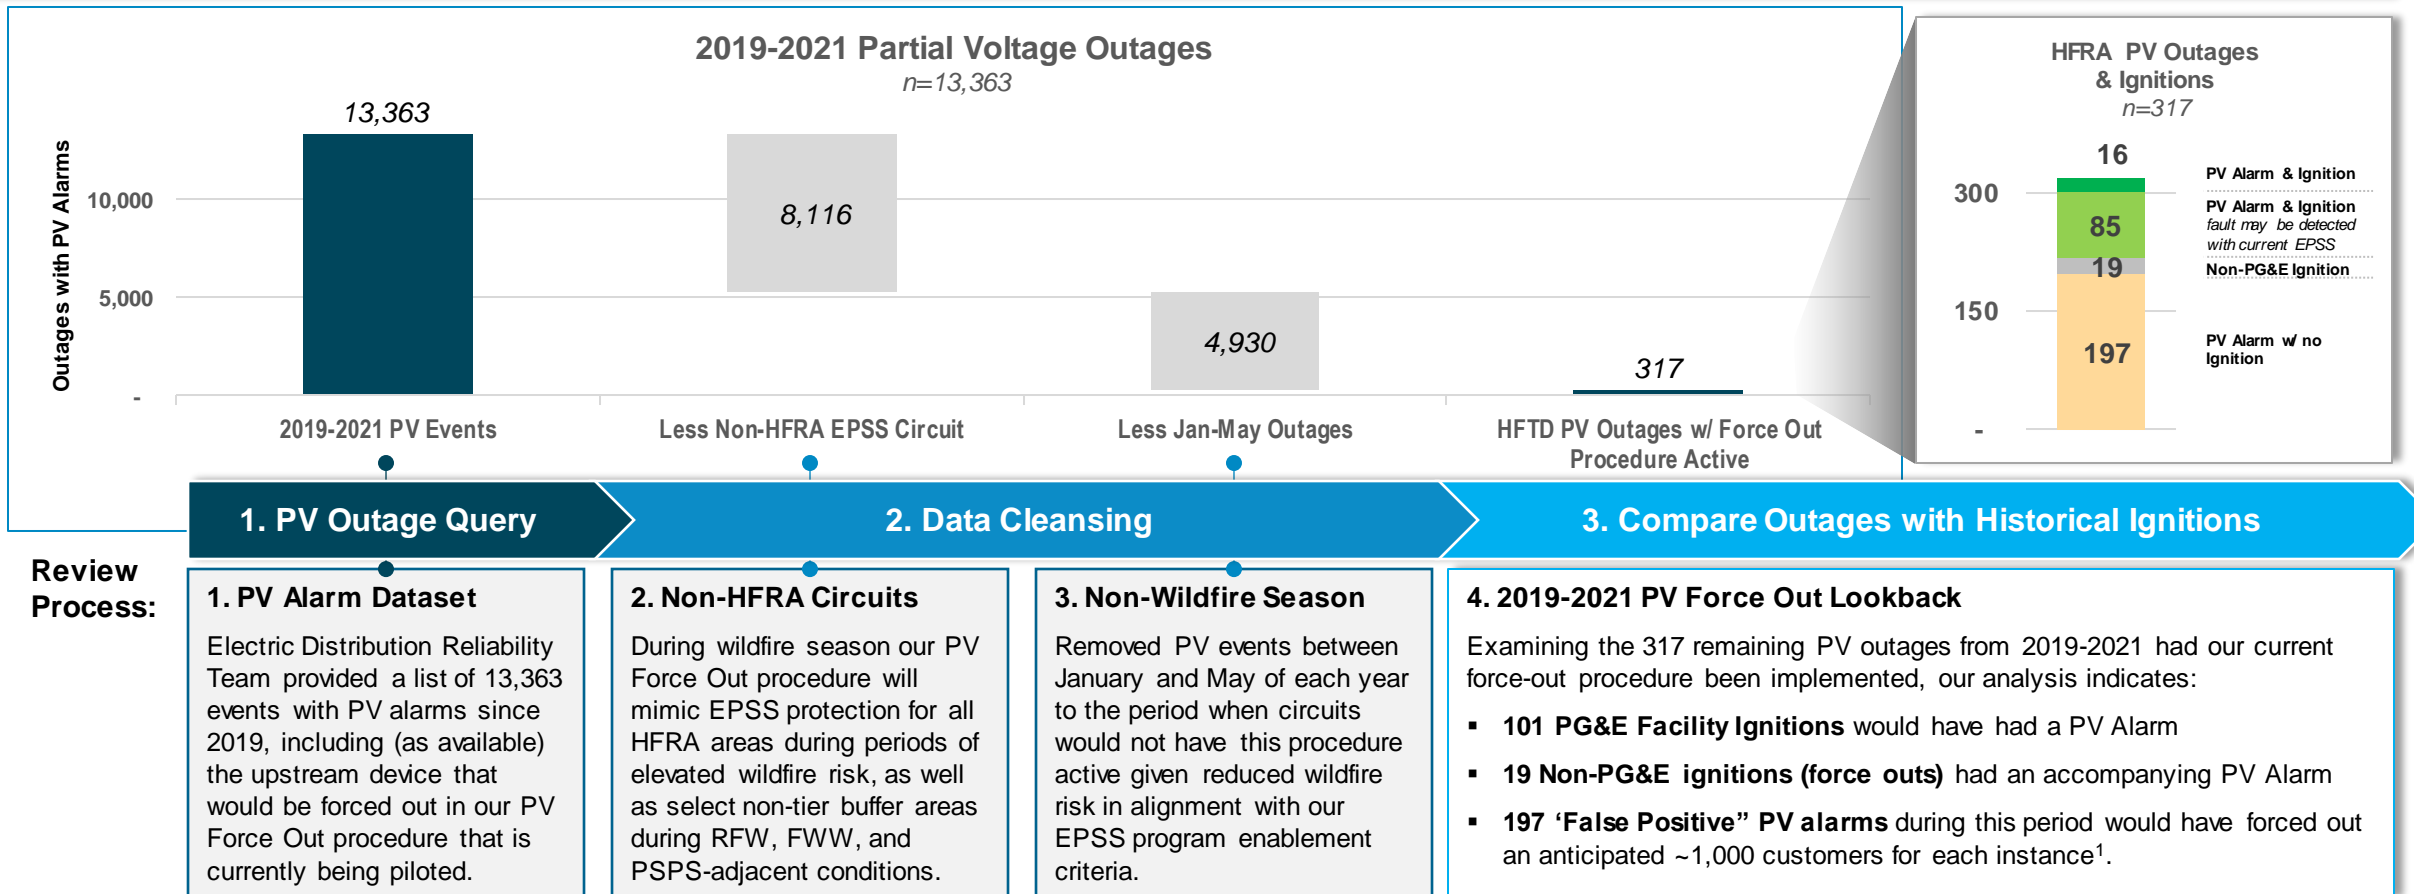 2019-2021 Partial Voltage Outages
n=13,363
Outages with PV Alarms
10,000
5,000
-
13,363
8,116
4,930
317
2019-2021 PV Events
Less Non-HFRA EPSS Circuit
Less Jan-May Outages
HFTD PV Outages w/ Force Out
Procedure Active
HFRA PV Outages
& Ignitions
n=317
300
150
-
16
85
19
197
PV Alarm & Ignition
PV Alarm & Ignition
fault may be detected
with current EPSS
Non-PG&E Ignition
PV Alarm w/ no
Ignition
1. PV Outage Query
2. Data Cleansing
3. Compare Outages with Historical Ignitions
Review
Process:
1. PV Alarm Dataset
Electric Distribution Reliability
Team provided a list of 13,363
events with PV alarms since
2019, including (as available)
the upstream device that
would be forced out in our PV
Force Out procedure that is
currently being piloted.
2. Non-HFRA Circuits
During wildfire season our PV
Force Out procedure will
mimic EPSS protection for all
HFRA areas during periods of
elevated wildfire risk, as well
as select non-tier buffer areas
during RFW, FWW, and
PSPS-adjacent conditions.
3. Non-Wildfire Season
Removed PV events between
January and May of each year
to the period when circuits
would not have this procedure
active given reduced wildfire
risk in alignment with our
EPSS program enablement
criteria.
4. 2019-2021 PV Force Out Lookback
Examining the 317 remaining PV outages from 2019-2021 had our current
force-out procedure been implemented, our analysis indicates:
▪ 101 PG&E Facility Ignitions would have had a PV Alarm
▪ 19 Non-PG&E ignitions (force outs) had an accompanying PV Alarm
▪ 197 ‘False Positive” PV alarms during this period would have forced out
an anticipated ~1,000 customers for each instance¹.